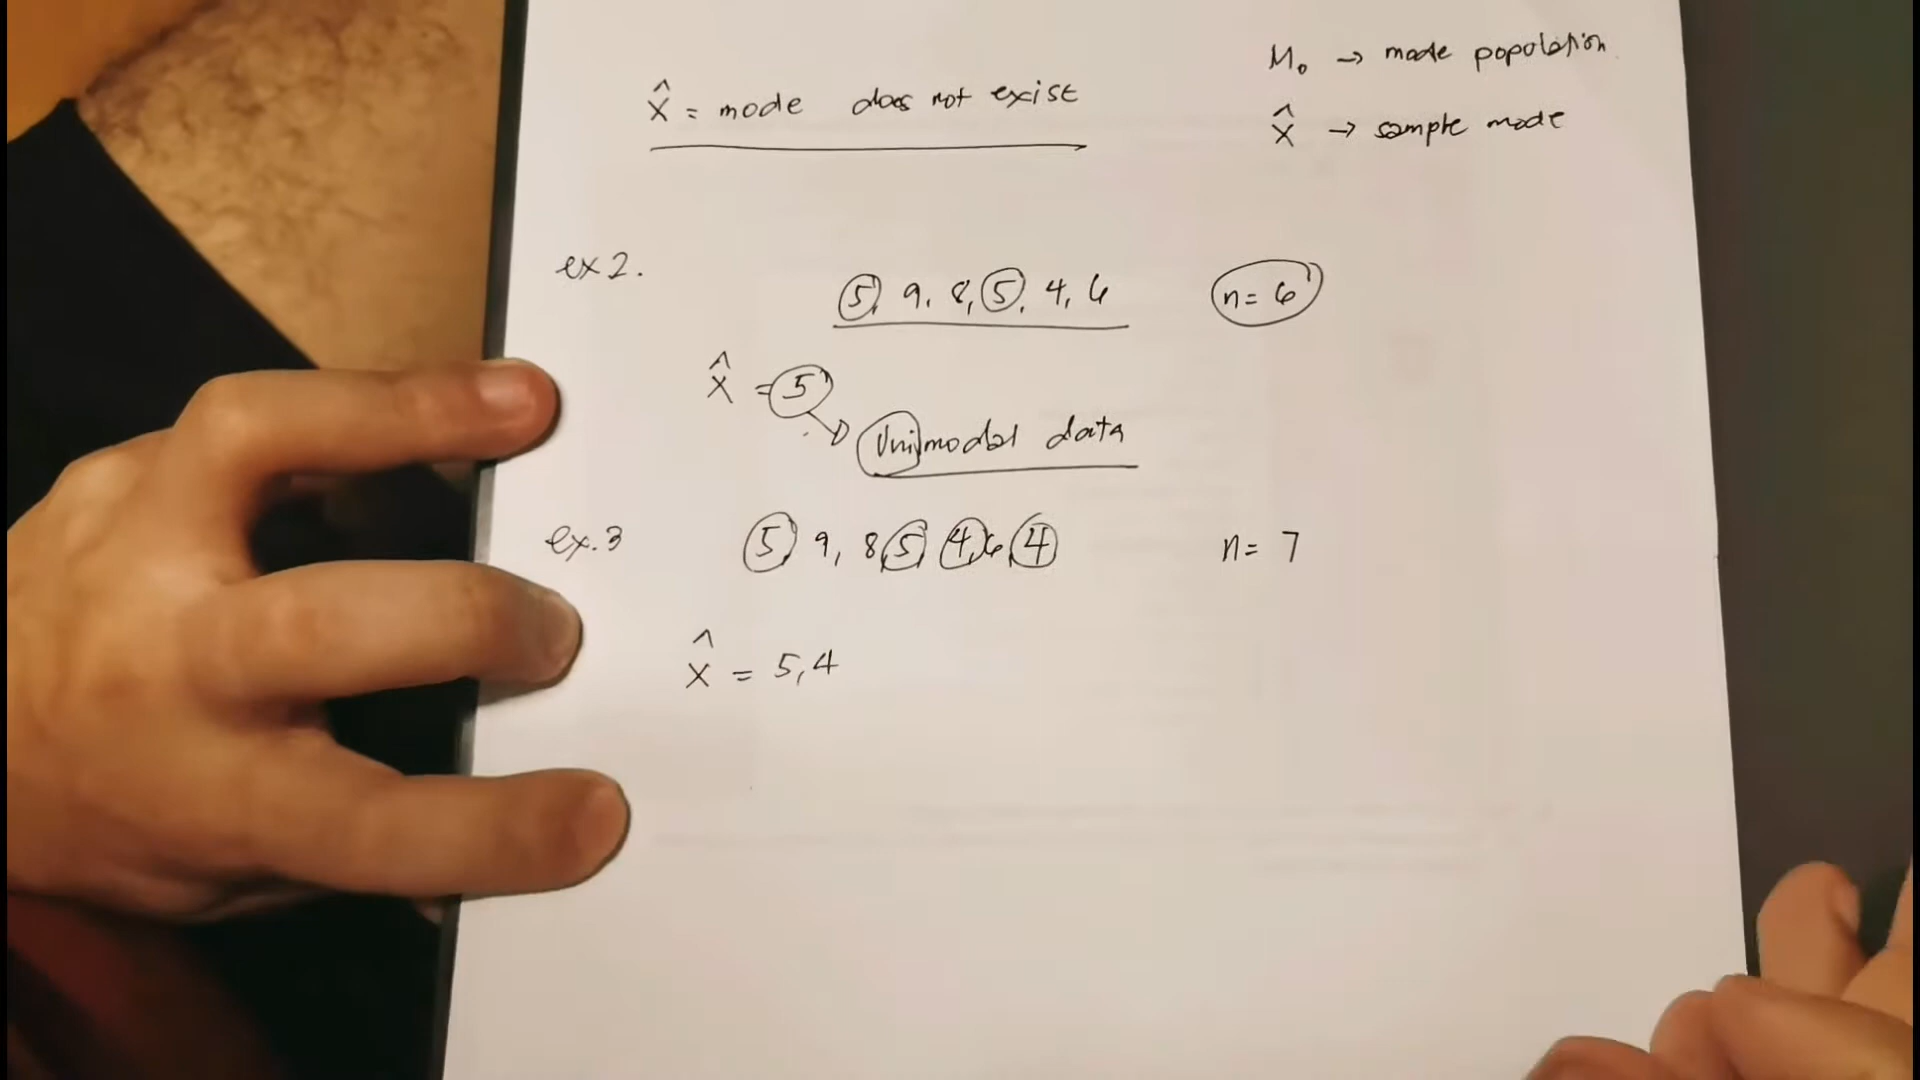 M₀ → mode population
X̂ = mode does not exist
X̂ → sample mode
ex 2.
5, 9, 8, 5, 4, 6 n = 6
X̂ = 5
Unimodal data
ex. 3 5, 9, 8, 5, 4, 6, 4 n = 7
X̂ = 5, 4